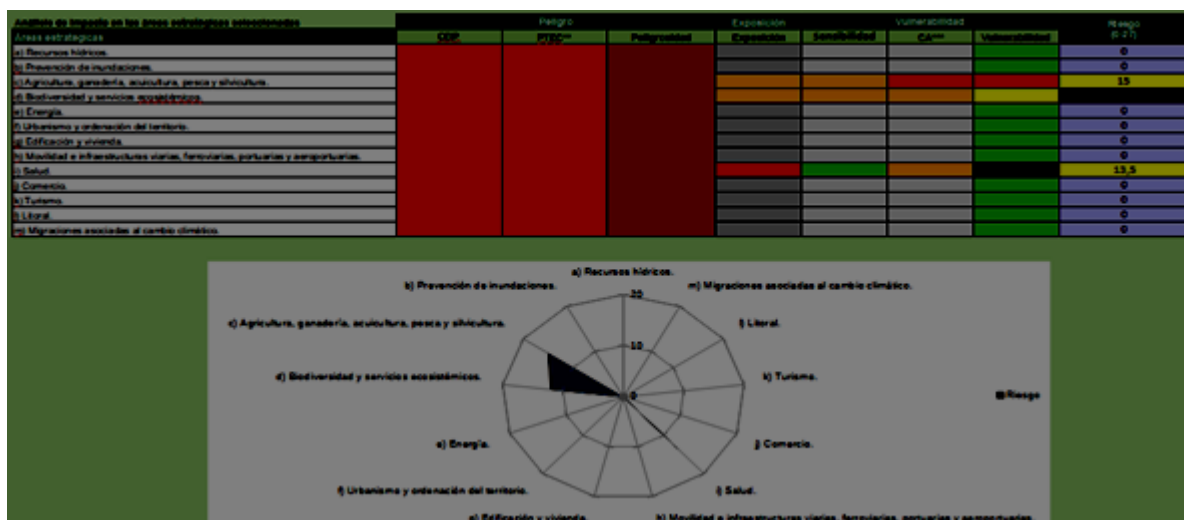 Análisis de impacto en las áreas estratégicas seleccionadas Peligro Exposición Vulnerabilidad Riesgo
Áreas estratégicas PTEC** Peligrosidad Exposición Sensibilidad CA*** Vulnerabilidad (0-27)
a) Recursos hídricos. 0
b) Prevención de inundaciones. 0
c) Agricultura, ganadería, acuicultura, pesca y silvicultura. 15
d) Biodiversidad y servicios ecosistémicos.
e) Energía. 0
f) Urbanismo y ordenación del territorio. 0
g) Edificación y vivienda. 0
h) Movilidad e infraestructuras viarias, ferroviarias, portuarias y aeroportuarias. 0
i) Salud. 13,5
j) Comercio. 0
k) Turismo. 0
l) Litoral. 0
m) Migraciones asociadas al cambio climático. 0
a) Recursos hídricos.
b) Prevención de inundaciones. m) Migraciones asociadas al cambio climático.
20
c) Agricultura, ganadería, acuicultura, pesca y silvicultura. l) Litoral.
10
d) Biodiversidad y servicios ecosistémicos. k) Turismo.
0 Riesgo
e) Energía. j) Comercio.
f) Urbanismo y ordenación del territorio. i) Salud.
g) Edificación y vivienda. h) Movilidad e infraestructuras viarias, ferroviarias, portuarias y aeroportuarias.